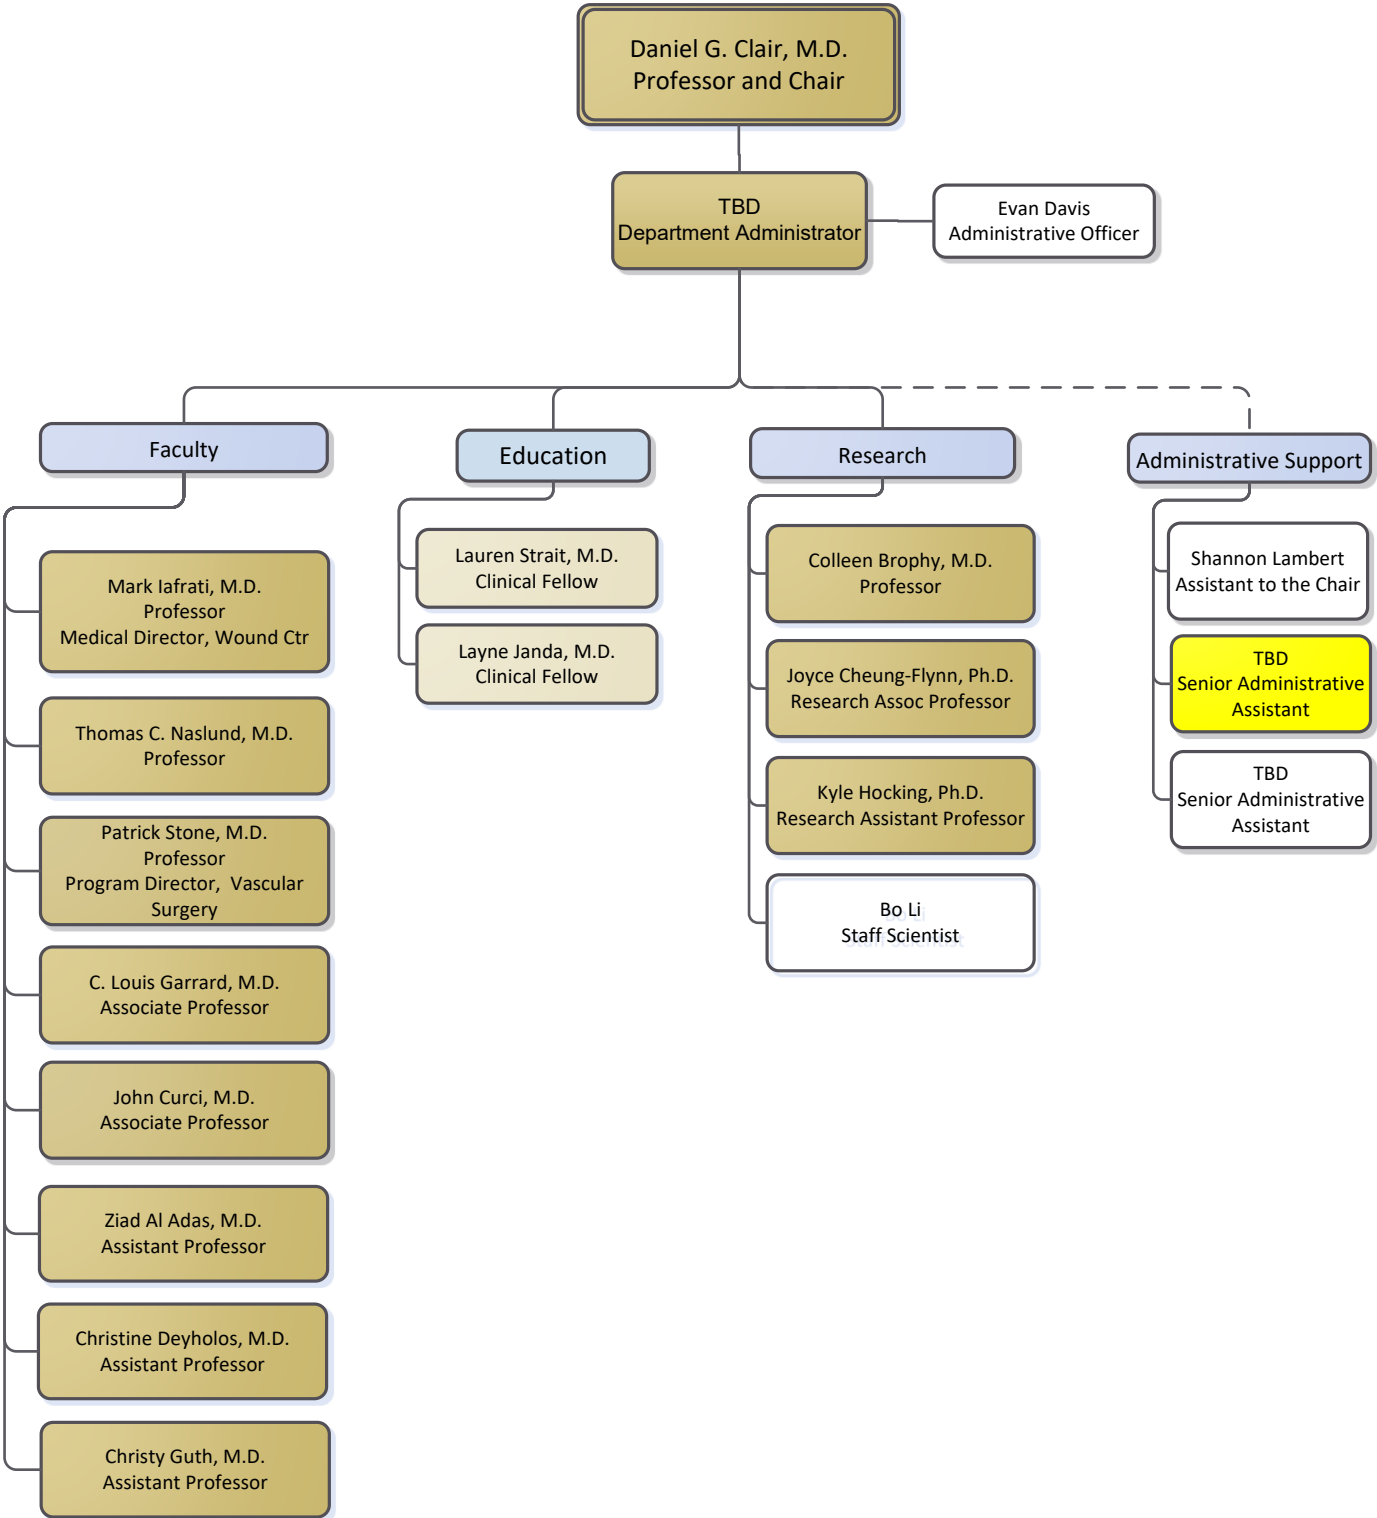 Daniel G. Clair, M.D.
Professor and Chair
TBD
Department Administrator
Evan Davis
Administrative Officer
Faculty
Mark Iafrati, M.D.
Professor
Medical Director, Wound Ctr
Thomas C. Naslund, M.D.
Professor
Patrick Stone, M.D.
Professor
Program Director, Vascular
Surgery
C. Louis Garrard, M.D.
Associate Professor
John Curci, M.D.
Associate Professor
Ziad Al Adas, M.D.
Assistant Professor
Christine Deyholos, M.D.
Assistant Professor
Christy Guth, M.D.
Assistant Professor
Education
Lauren Strait, M.D.
Clinical Fellow
Layne Janda, M.D.
Clinical Fellow
Research
Colleen Brophy, M.D.
Professor
Joyce Cheung-Flynn, Ph.D.
Research Assoc Professor
Kyle Hocking, Ph.D.
Research Assistant Professor
Bo Li
Staff Scientist
Administrative Support
Shannon Lambert
Assistant to the Chair
TBD
Senior Administrative
Assistant
TBD
Senior Administrative
Assistant